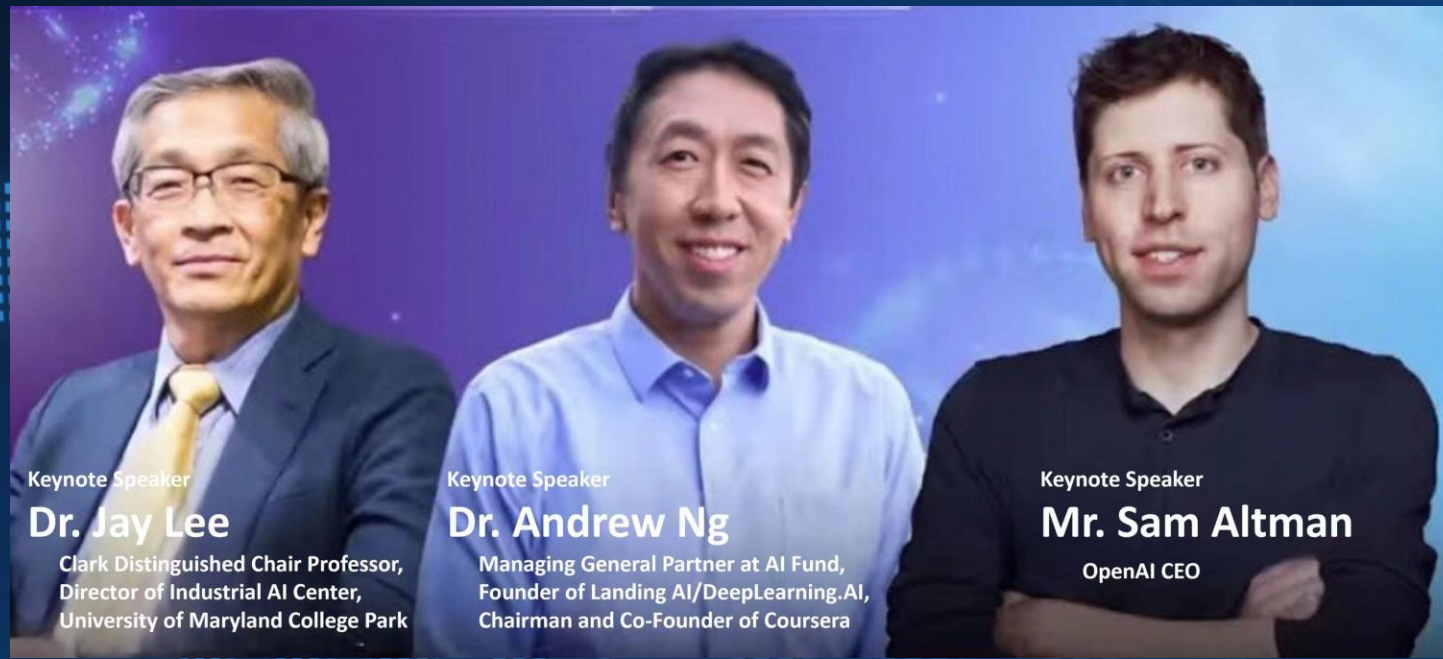 Keynote Speaker
Dr. Jay Lee
Clark Distinguished Chair Professor,
Director of Industrial AI Center,
University of Maryland College Park
Keynote Speaker
Dr. Andrew Ng
Managing General Partner at AI Fund,
Founder of Landing AI/DeepLearning.AI,
Chairman and Co-Founder of Coursera
Keynote Speaker
Mr. Sam Altman
OpenAI CEO